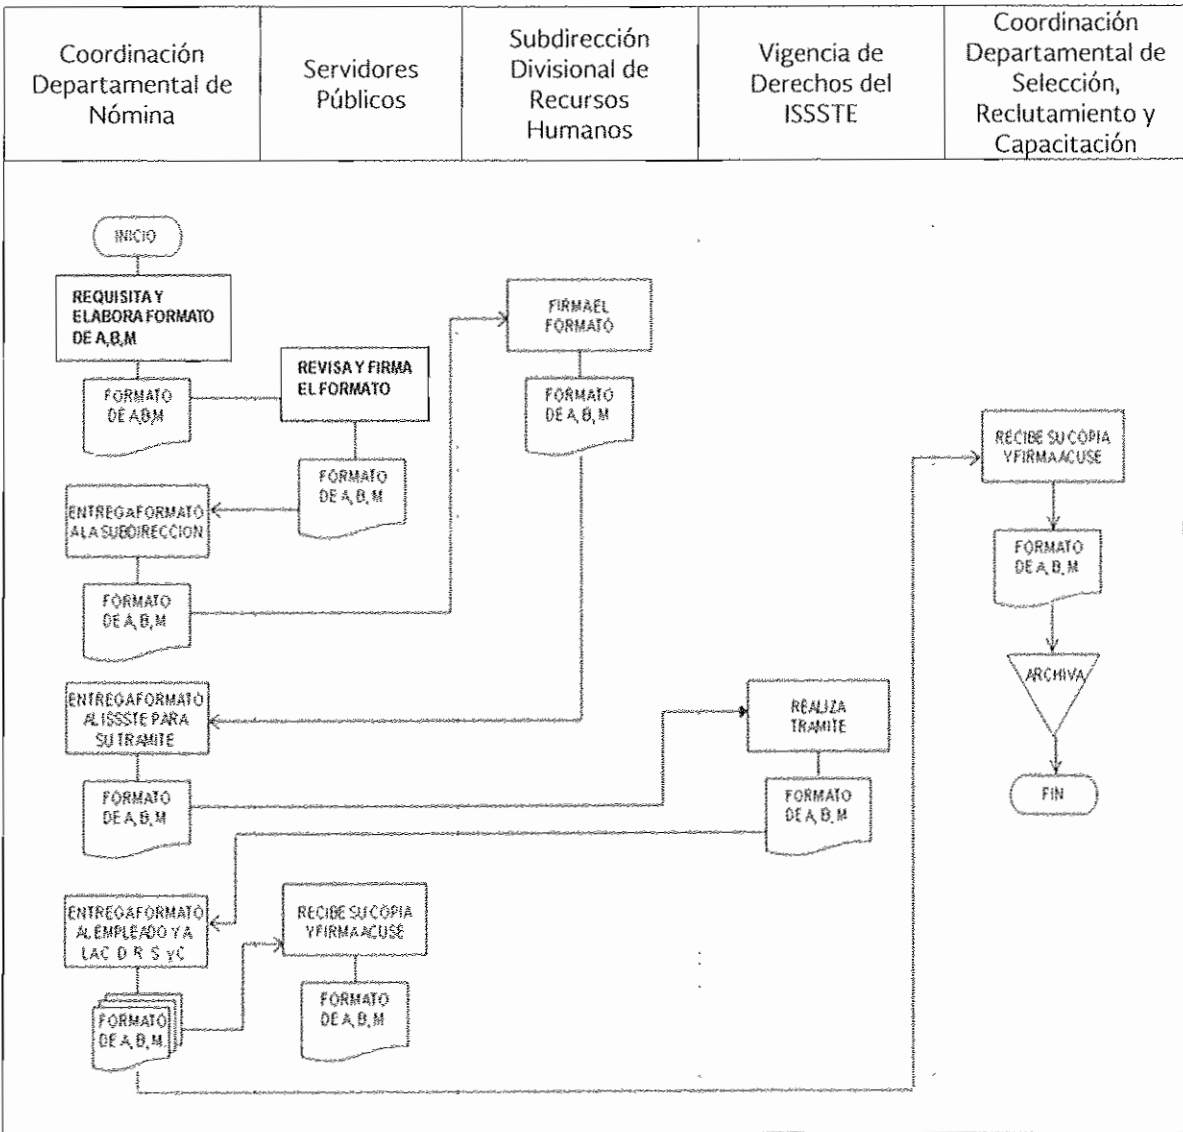 Coordinación
Departamental de
Nómina
Servidores
Públicos
Subdirección
Divisional de
Recursos
Humanos
Vigencia de
Derechos del
ISSSTE
Coordinación
Departamental de
Selección,
Reclutamiento y
Capacitación
INICIO
REQUISITA Y
ELABORA FORMATO
DE A,B,M
FORMATO
DE A,B,M
REVISA Y FIRMA
EL FORMATO
FORMATO
DE A, B, M
ENTREGA FORMATO
A LA SUBDIRECCION
FORMATO
DE A, B, M
FIRMA EL
FORMATO
FORMATO
DE A, B, M
ENTREGA FORMATO
AL ISSSTE PARA
SU TRAMITE
FORMATO
DE A, B, M
REALIZA
TRAMITE
FORMATO
DE A, B, M
ENTREGA FORMATO
AL EMPLEADO Y A
LA C D R S y C
FORMATO
DE A, B, M.
RECIBE SU COPIA
Y FIRMA ACUSE
FORMATO
DE A, B, M
RECIBE SU COPIA
Y FIRMA ACUSE
FORMATO
DE A, B, M
ARCHIVA
FIN